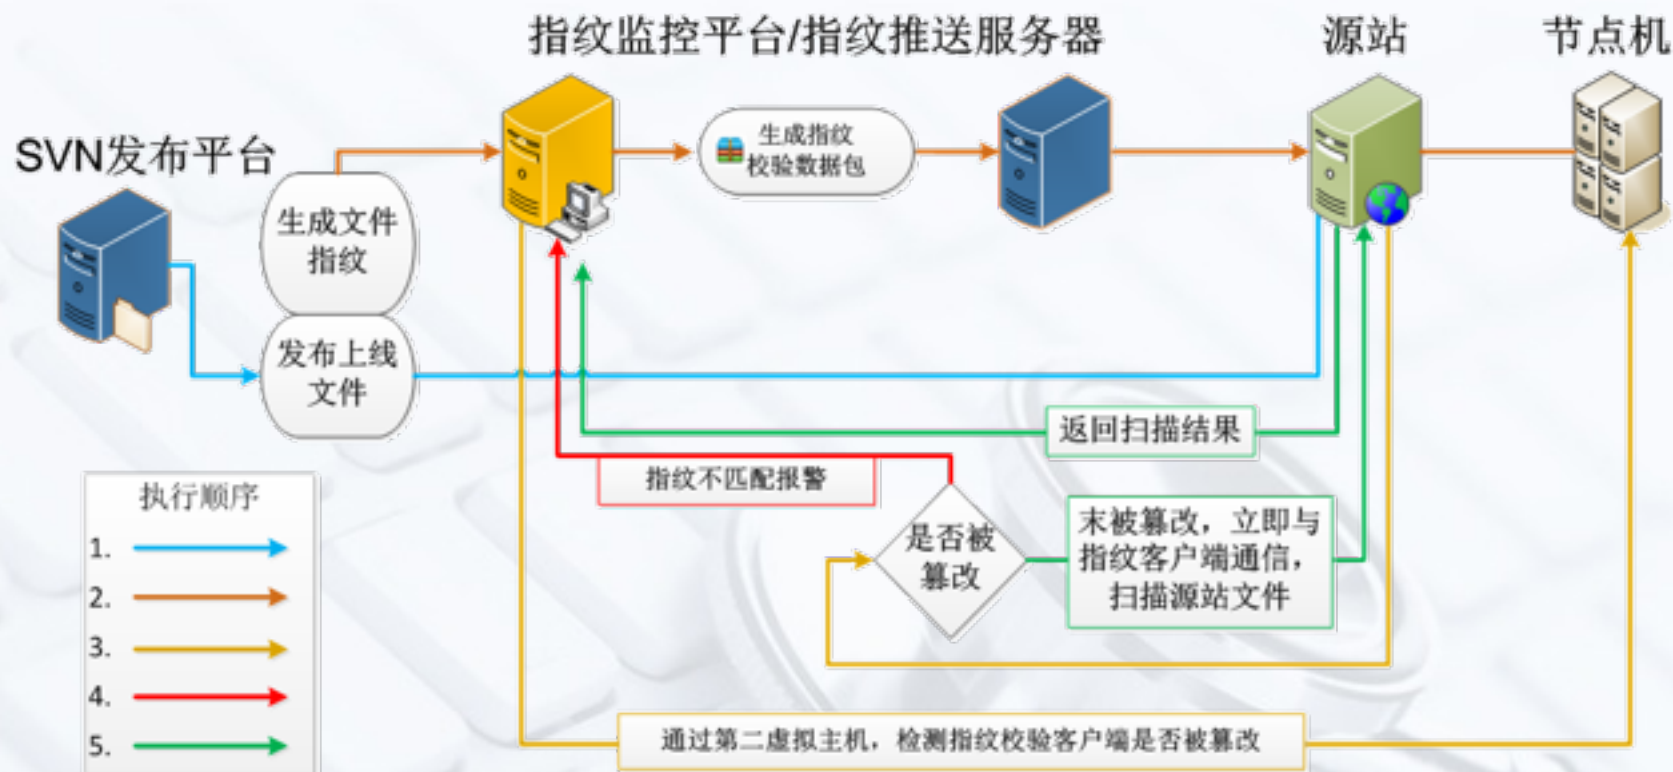 指纹监控平台/指纹推送服务器
源站
节点机
SVN发布平台
生成文件
指纹
生成指纹
校验数据包
发布上线
文件
返回扫描结果
指纹不匹配报警
是否被
篡改
末被篡改，立即与
指纹客户端通信，
扫描源站文件
执行顺序
1.
2.
3.
4.
5.
通过第二虚拟主机，检测指纹校验客户端是否被篡改